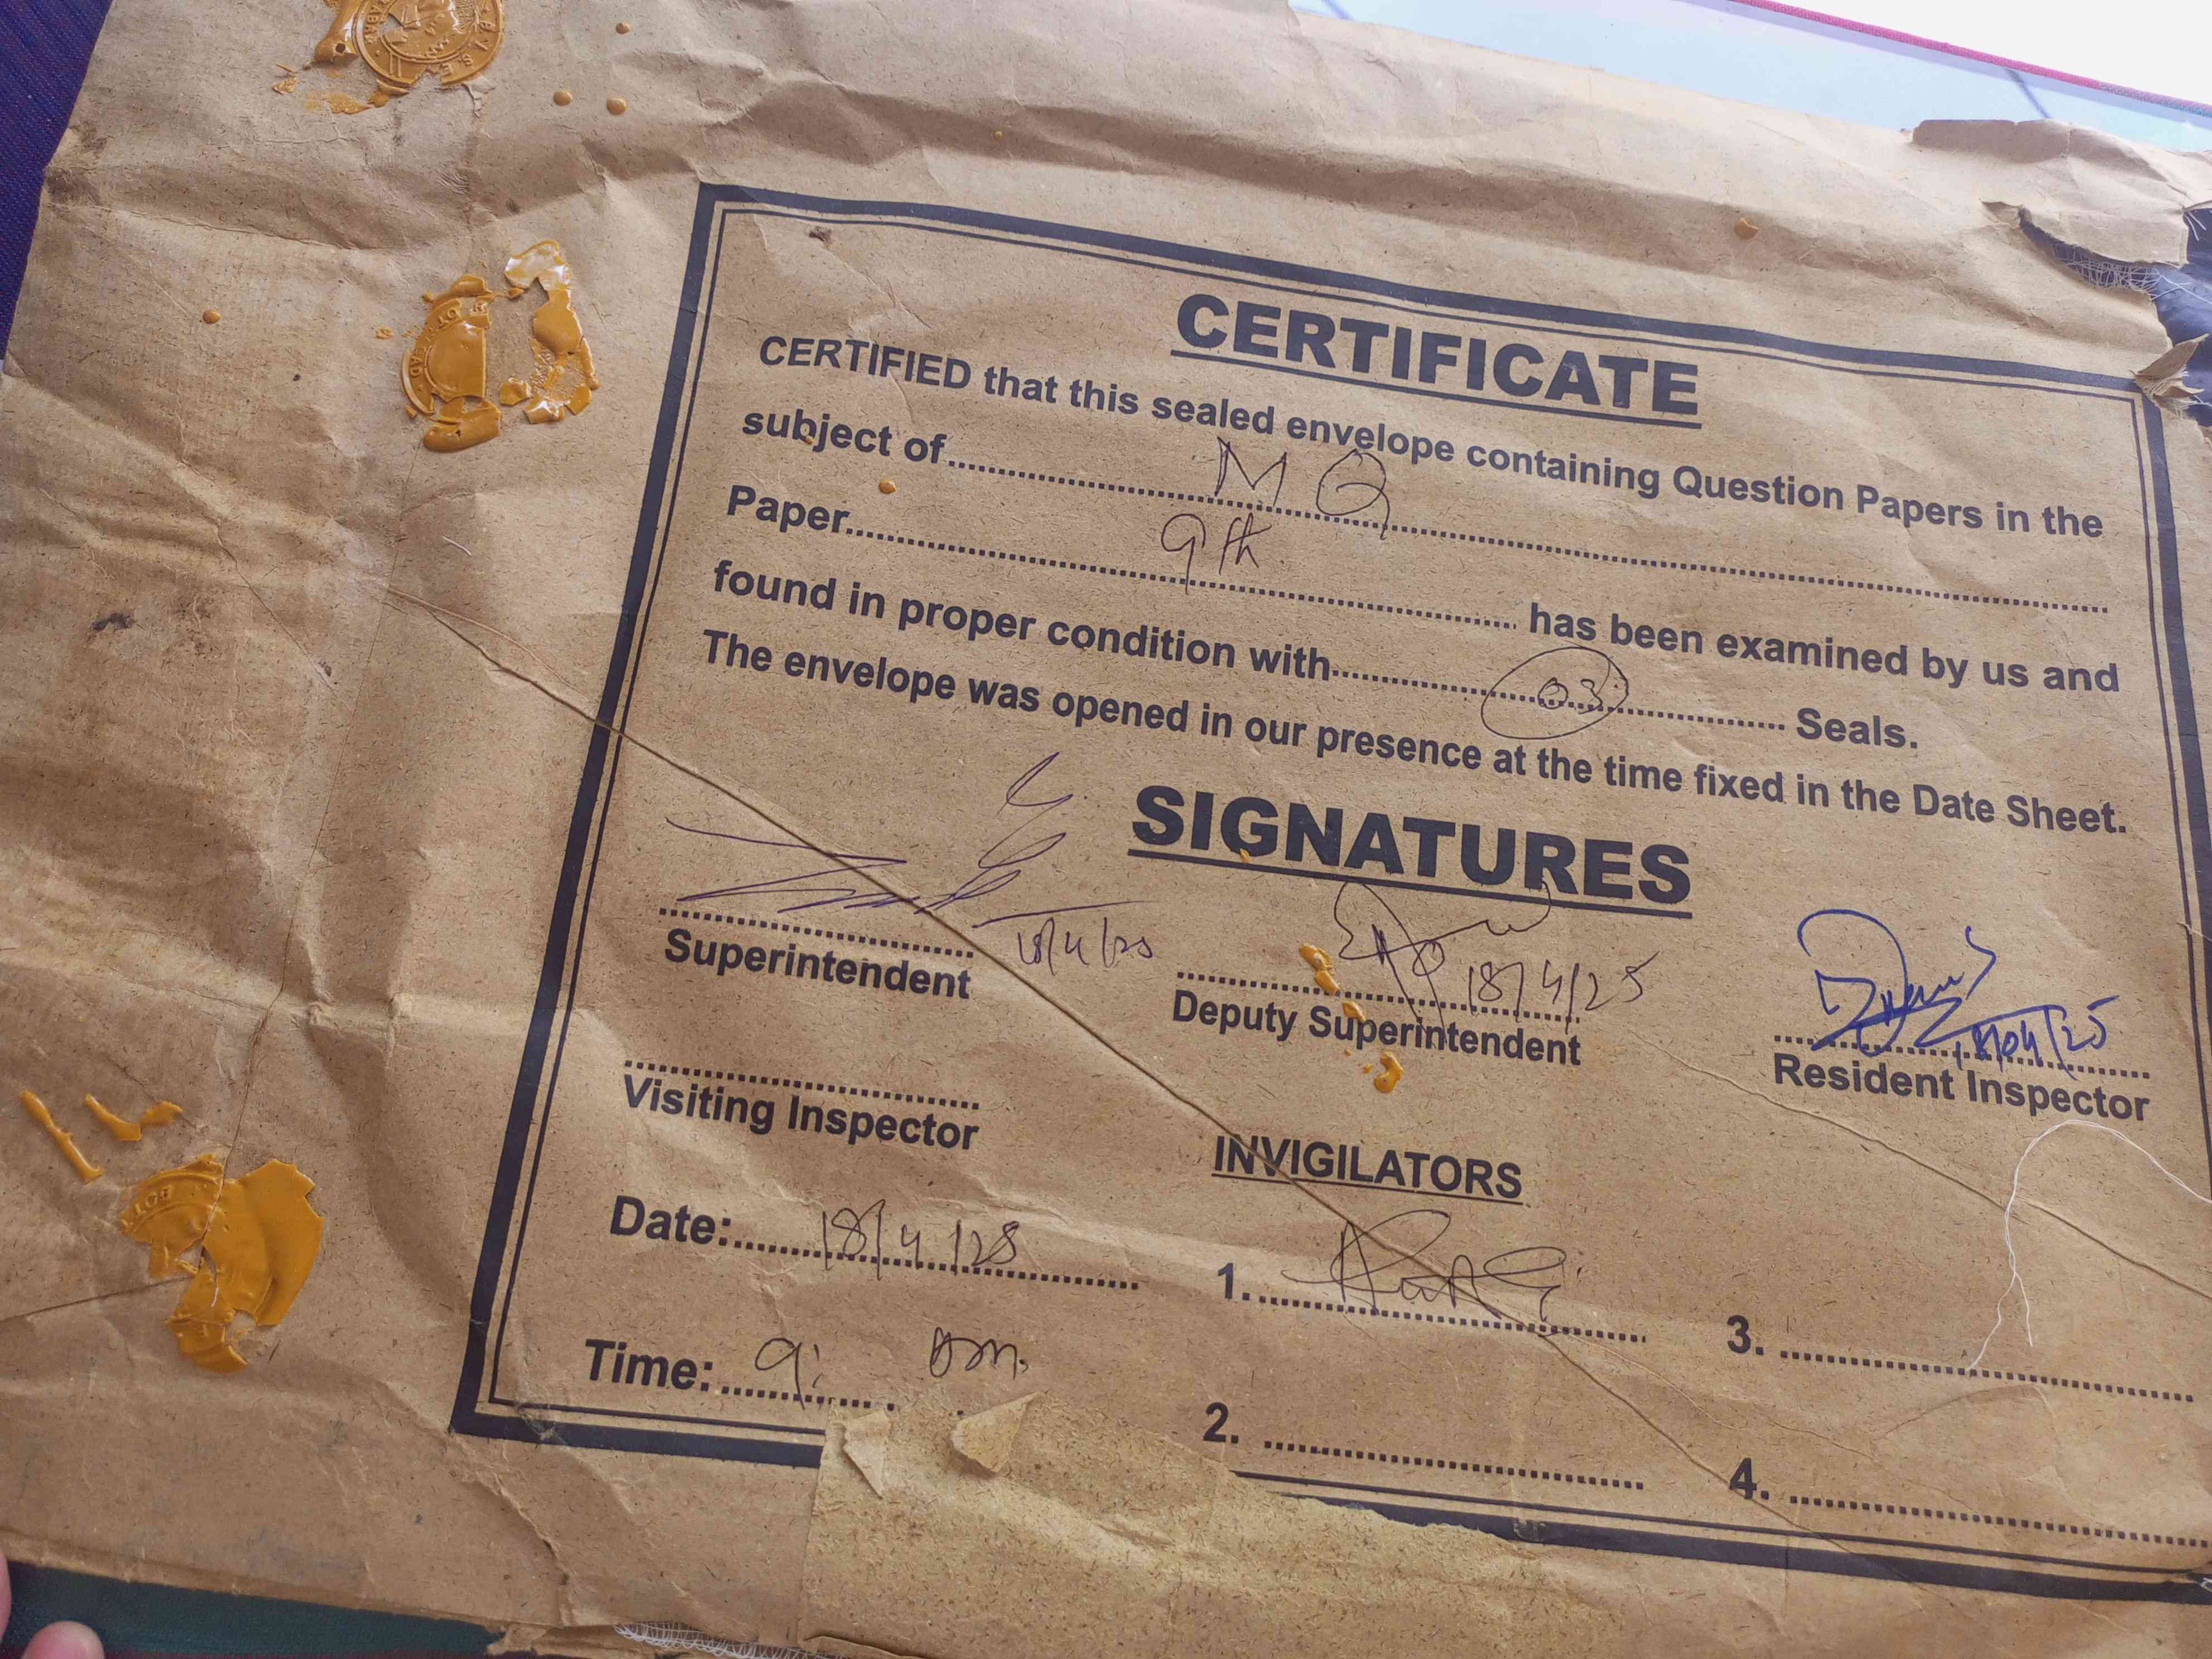 CERTIFICATE
CERTIFIED that this sealed envelope containing Question Papers in the
subject of M Q
Paper 9th has been examined by us and
found in proper condition with 03 Seals.
The envelope was opened in our presence at the time fixed in the Date Sheet.
SIGNATURES
18/4/25 18/4/25 18/04/25
Superintendent Deputy Superintendent Resident Inspector
Visiting Inspector
INVIGILATORS
Date: 18/4/25
1. 3.
Time: 9:
2. 4.